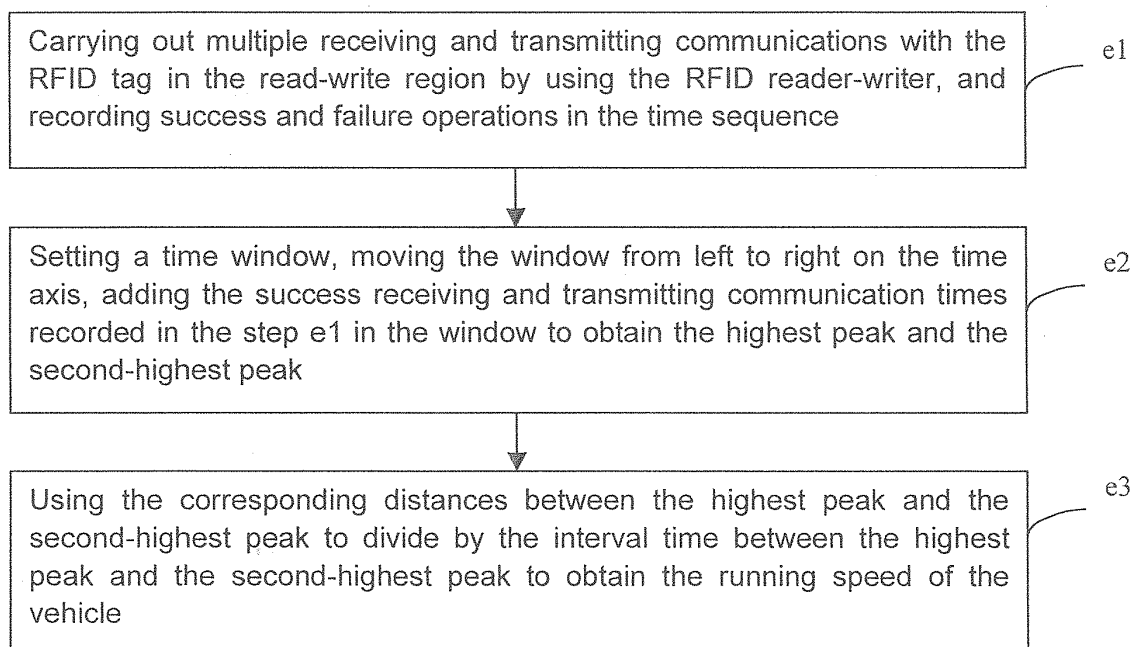 Carrying out multiple receiving and transmitting communications with the
RFID tag in the read-write region by using the RFID reader-writer, and
recording success and failure operations in the time sequence
e1
Setting a time window, moving the window from left to right on the time
axis, adding the success receiving and transmitting communication times
recorded in the step e1 in the window to obtain the highest peak and the
second-highest peak
e2
Using the corresponding distances between the highest peak and the
second-highest peak to divide by the interval time between the highest
peak and the second-highest peak to obtain the running speed of the
vehicle
e3